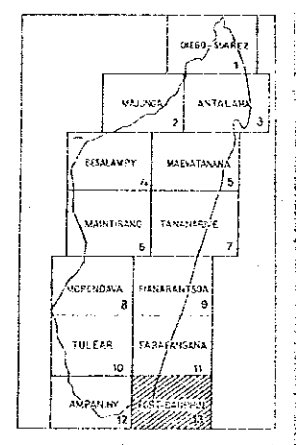 DIEGO-SUAREZ
1
MAJUNGA
ANTALAHA
2
3
BESALAMPY
MAEVATANANA
4
5
MAINTIRANO
TANANARIVE
6
7
MORONDAVA
FIANARANTSOA
8
9
TULEAR
FARAFANGANA
10
11
AMPANIHY
FORT-DAUPHIN
12
13